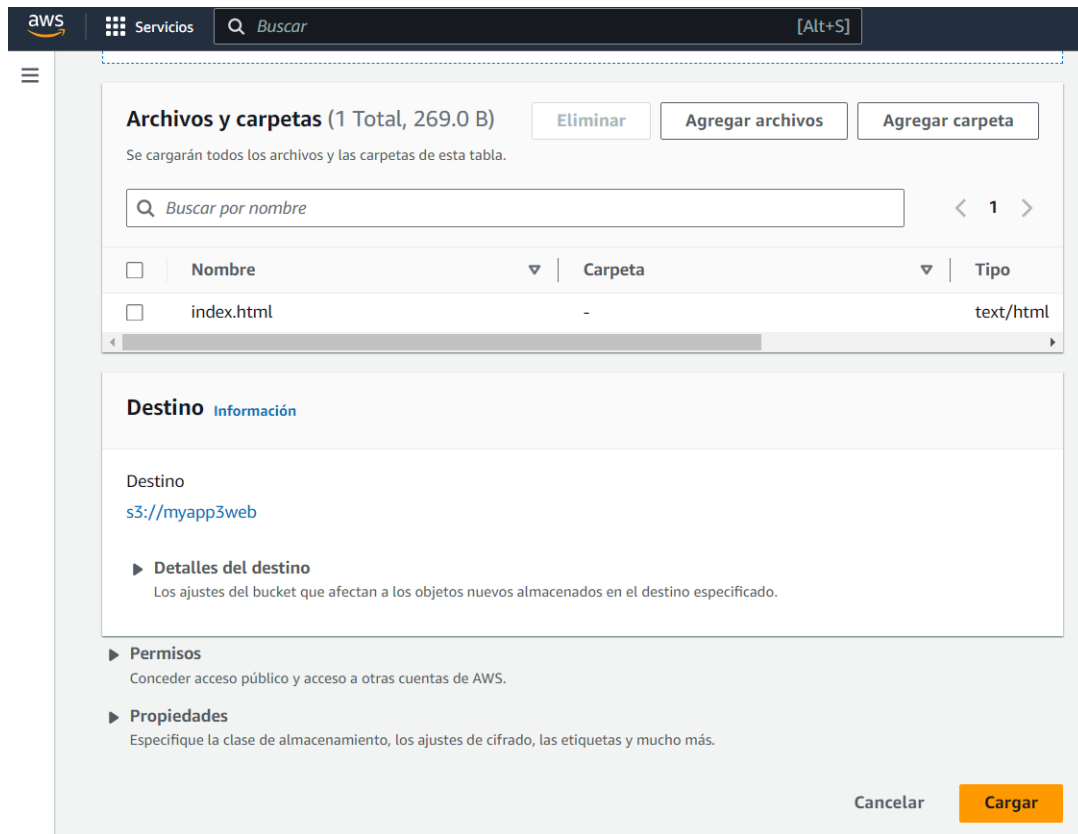 aws Servicios Buscar [Alt+S]
Archivos y carpetas (1 Total, 269.0 B) Eliminar Agregar archivos Agregar carpeta
Se cargarán todos los archivos y las carpetas de esta tabla.
Buscar por nombre 1
Nombre Carpeta Tipo
index.html - text/html
Destino Información
Destino
s3://myapp3web
Detalles del destino
Los ajustes del bucket que afectan a los objetos nuevos almacenados en el destino especificado.
Permisos
Conceder acceso público y acceso a otras cuentas de AWS.
Propiedades
Especifique la clase de almacenamiento, los ajustes de cifrado, las etiquetas y mucho más.
Cancelar Cargar